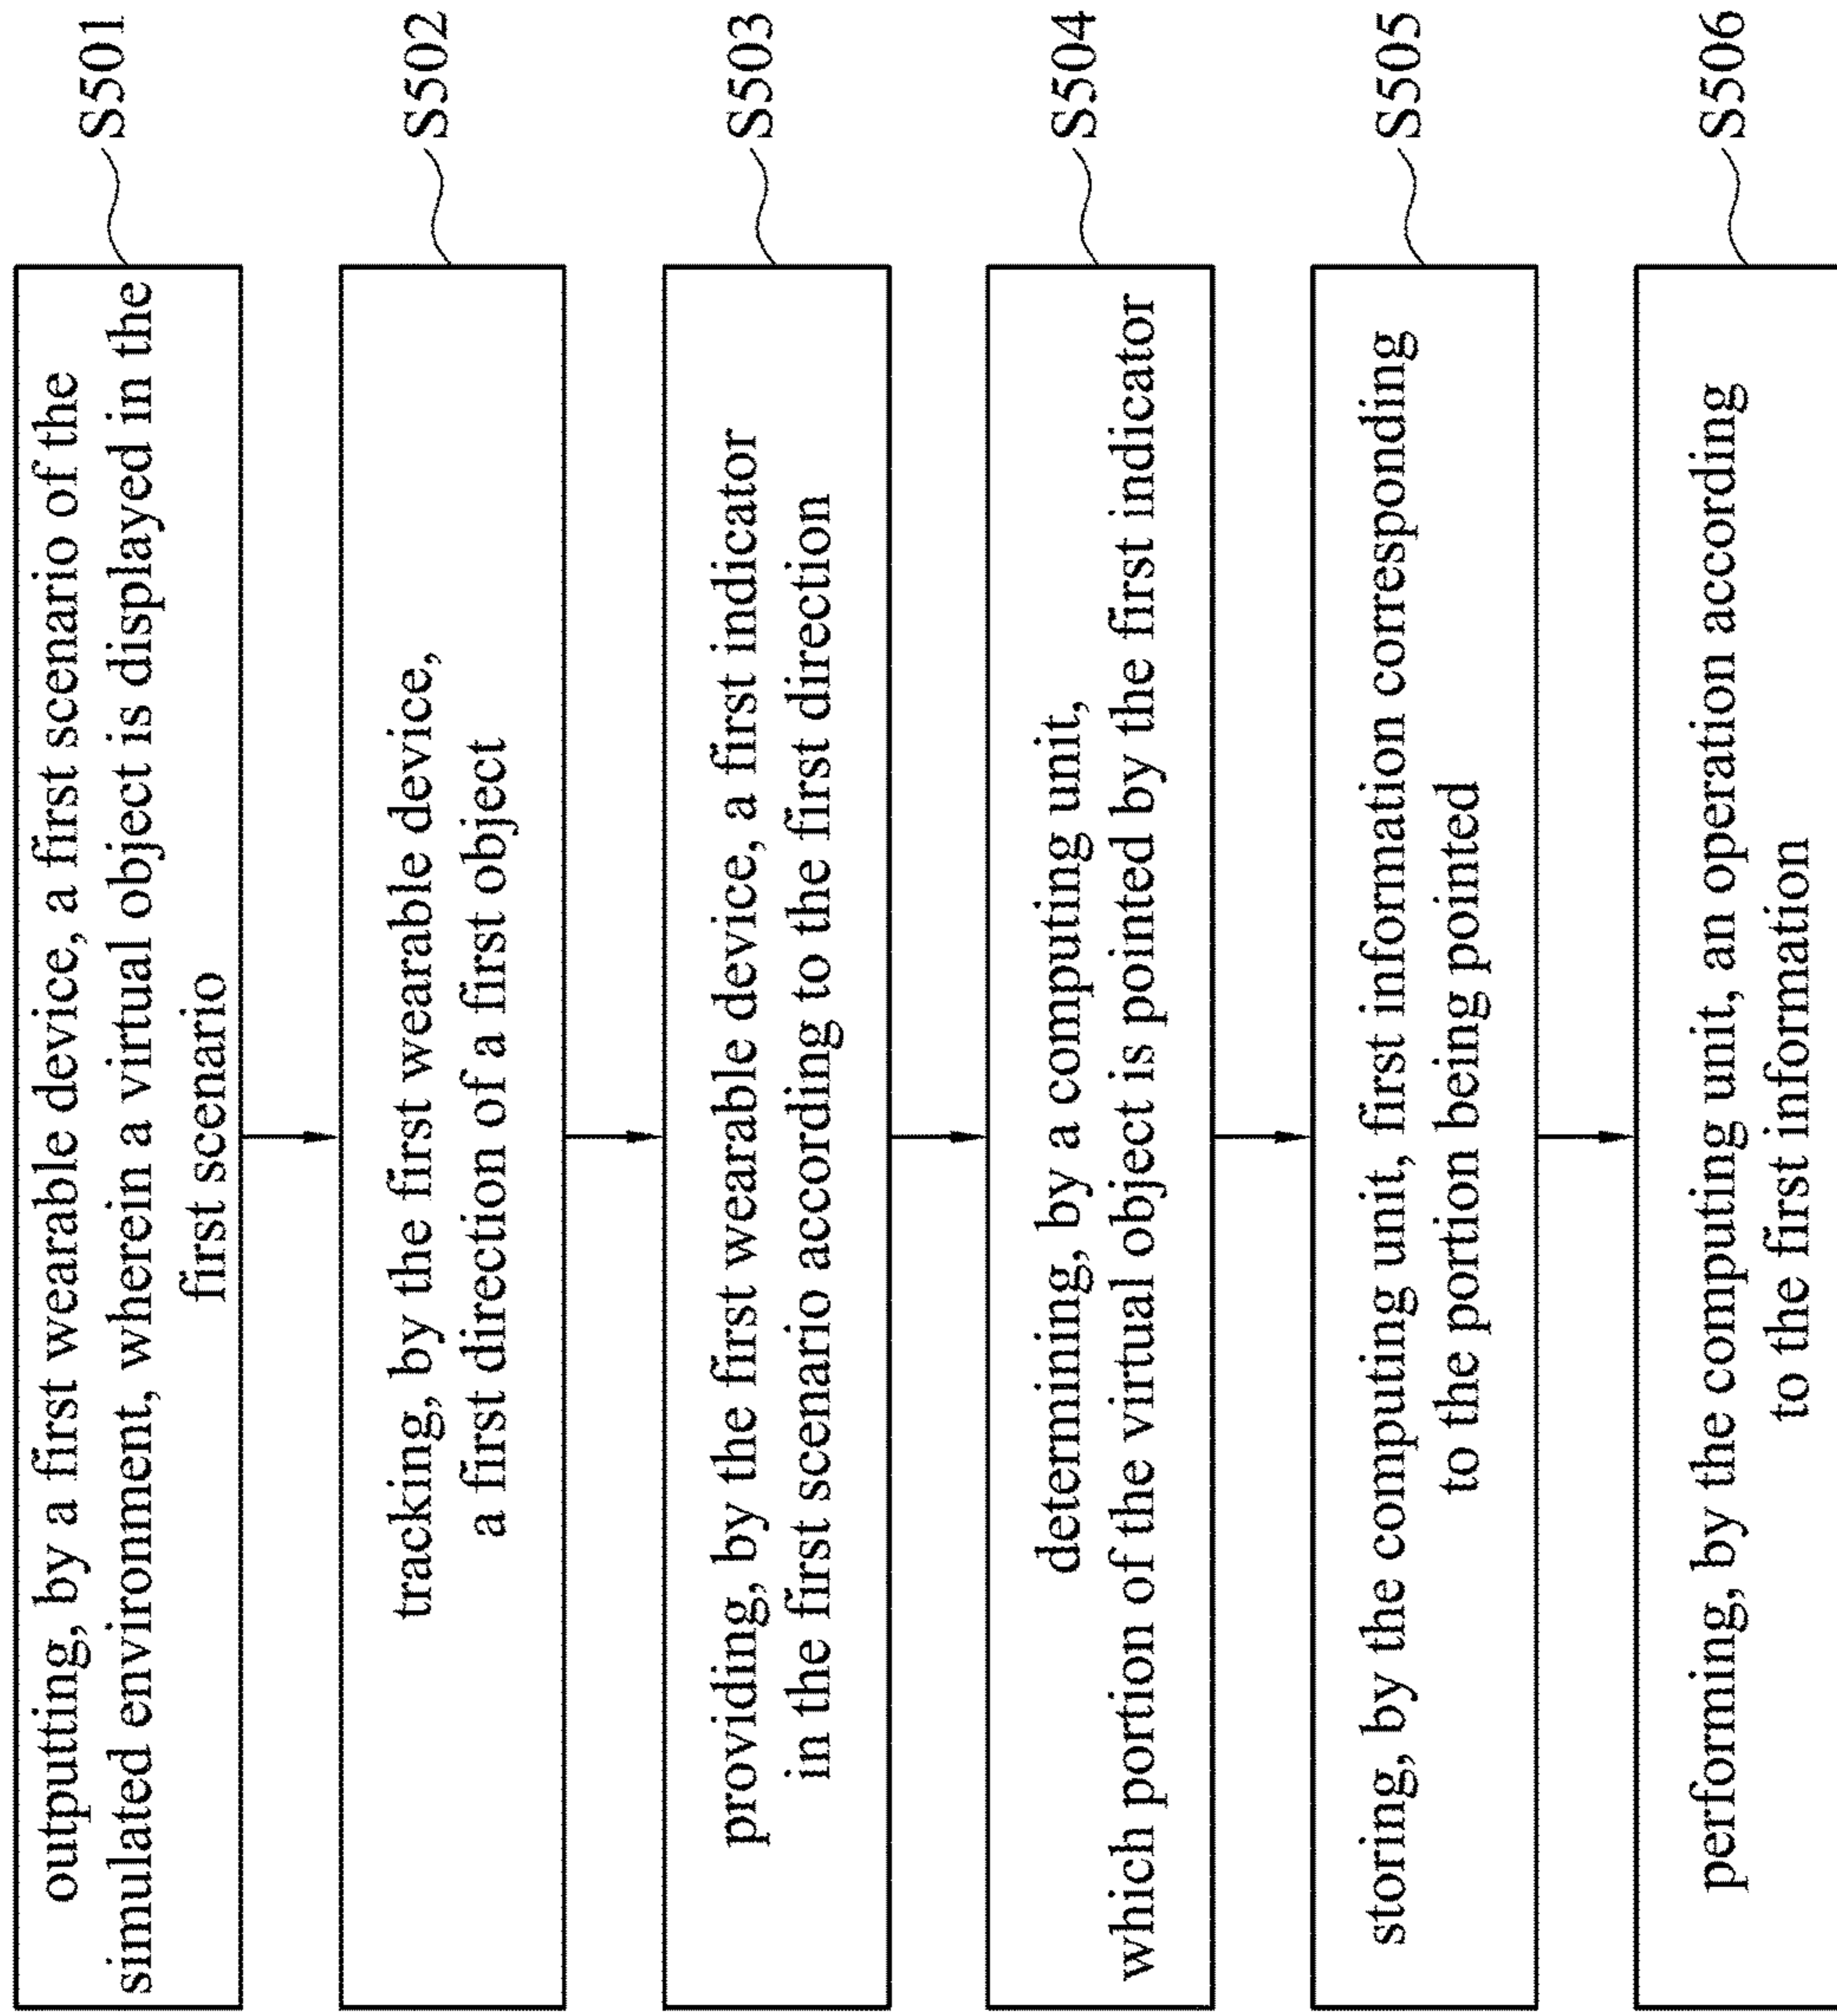 outputting, by a first wearable device, a first scenario of the
simulated environment, wherein a virtual object is displayed in the
first scenario
S501
tracking, by the first wearable device,
a first direction of a first object
S502
providing, by the first wearable device, a first indicator
in the first scenario according to the first direction
S503
determining, by a computing unit,
which portion of the virtual object is pointed by the first indicator
S504
storing, by the computing unit, first information corresponding
to the portion being pointed
S505
performing, by the computing unit, an operation according
to the first information
S506